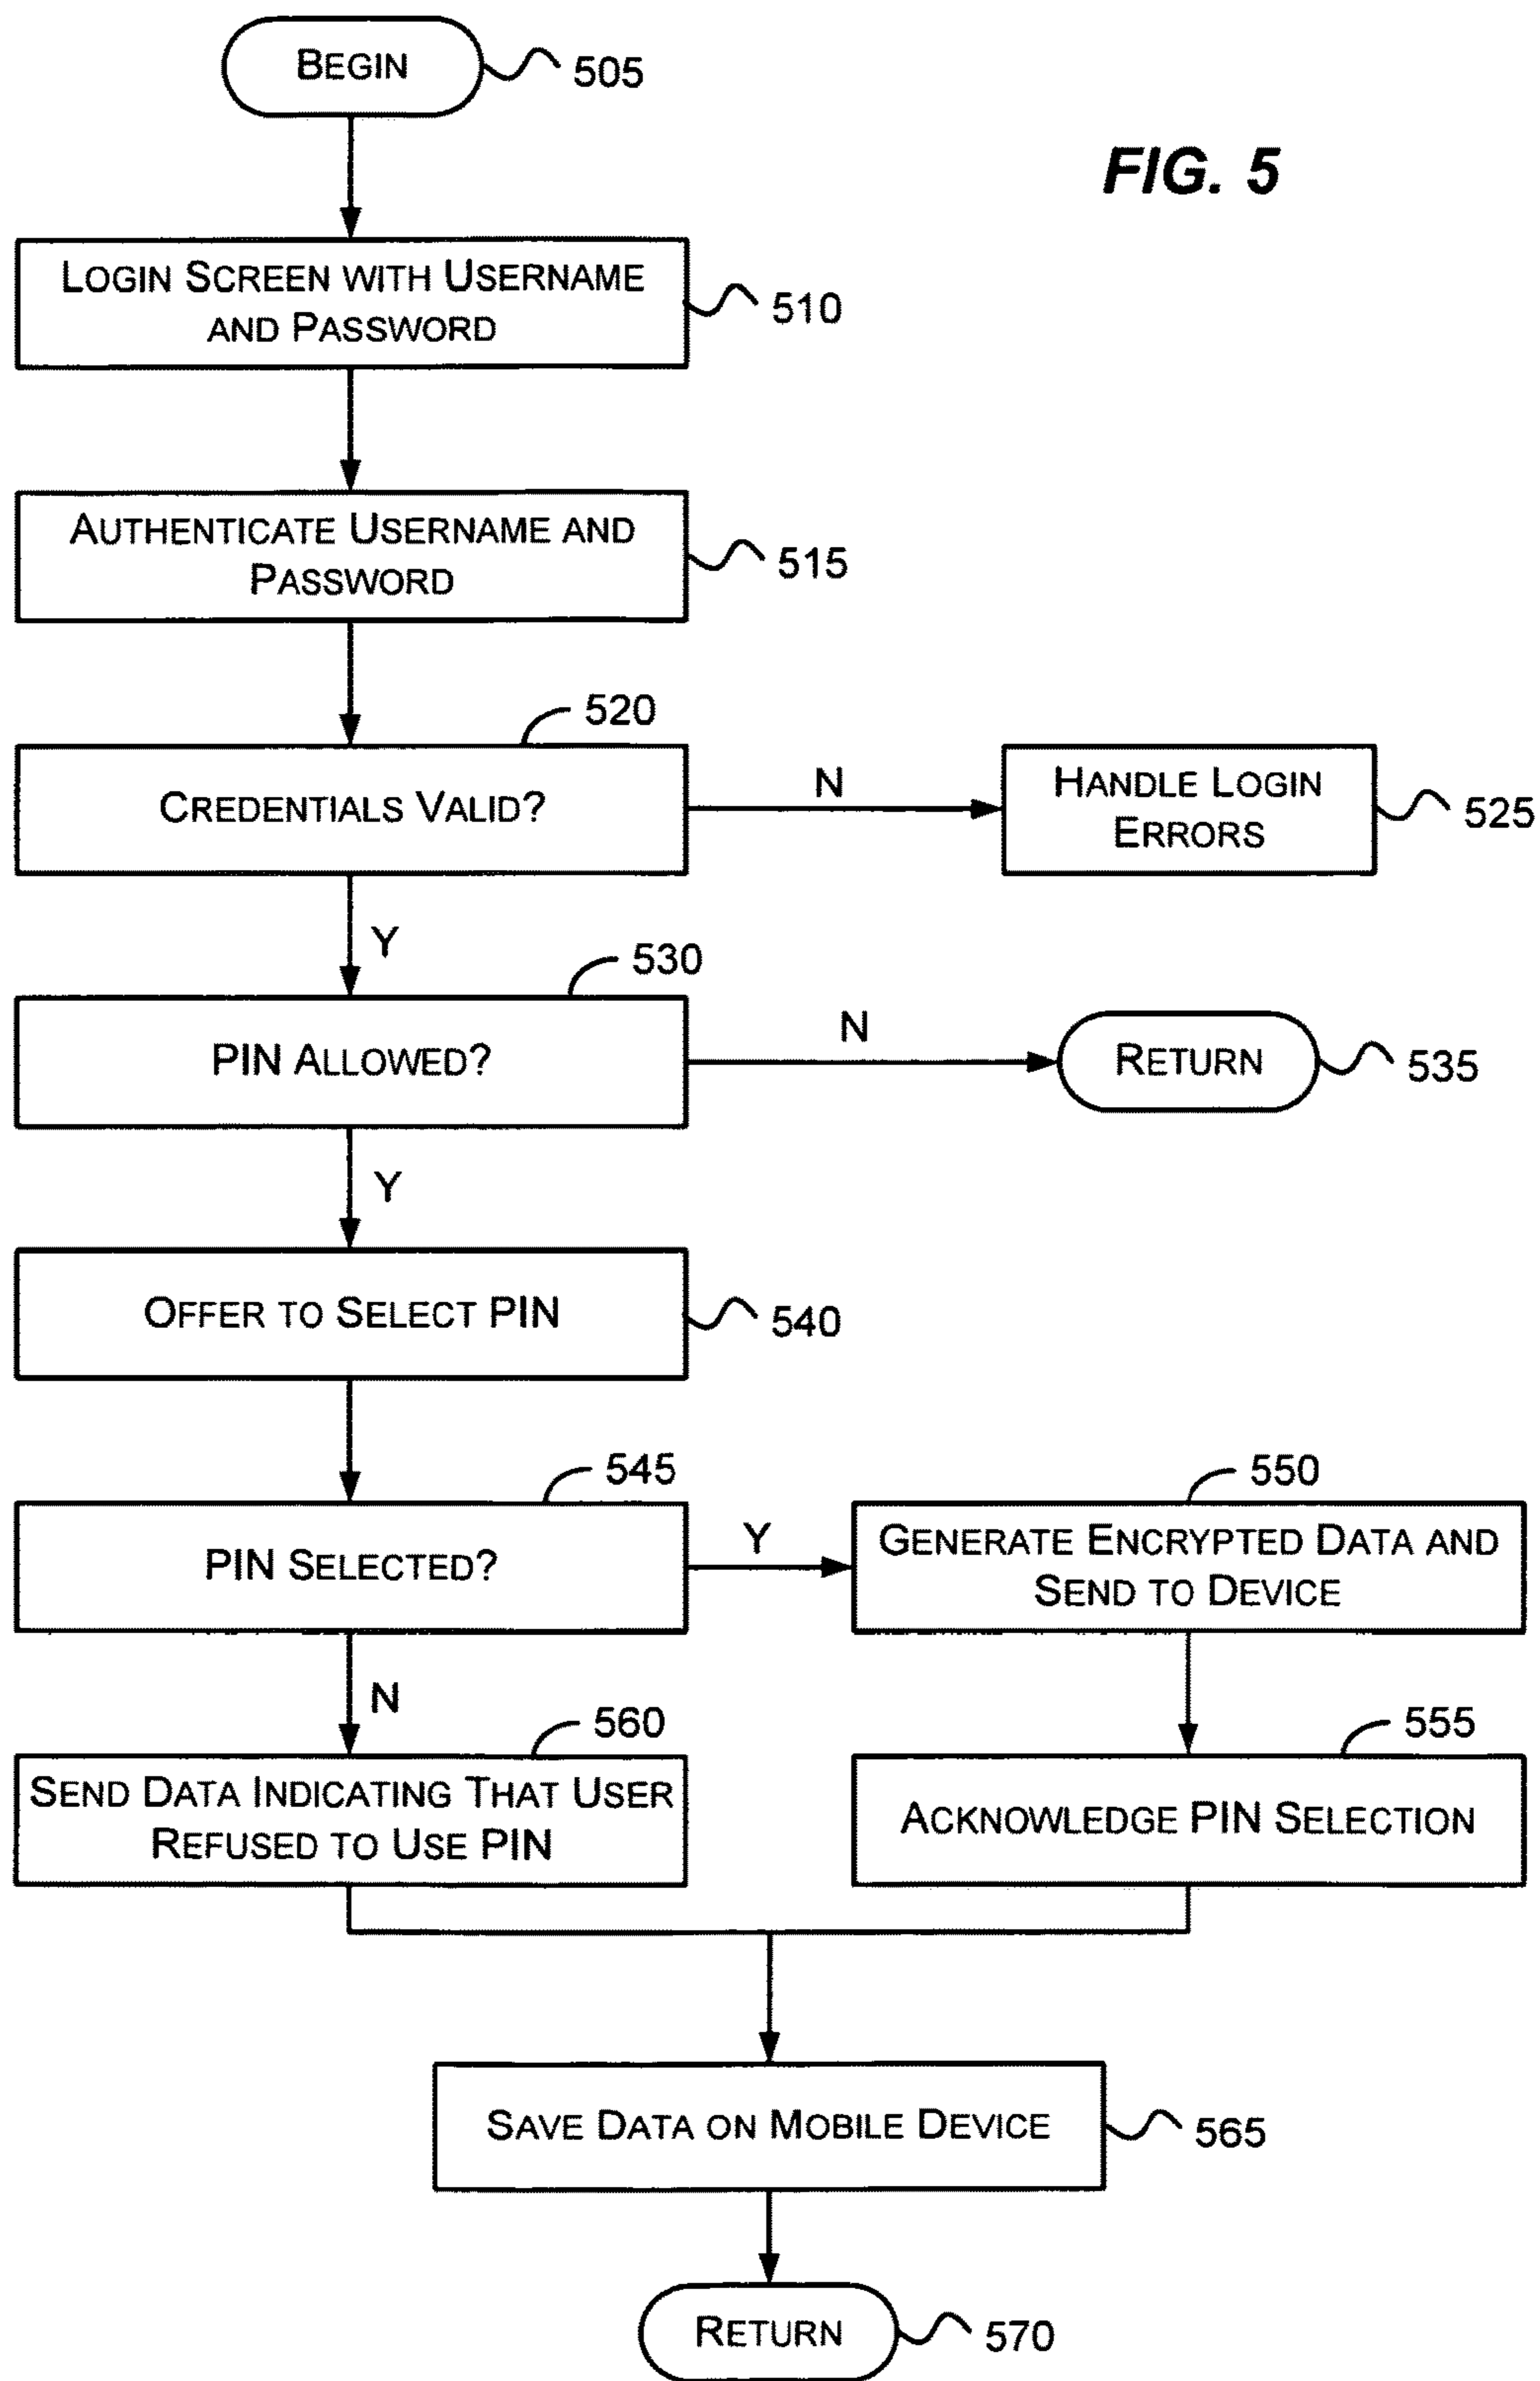 BEGIN
505
FIG. 5
LOGIN SCREEN WITH USERNAME
AND PASSWORD
510
AUTHENTICATE USERNAME AND
PASSWORD
515
520
CREDENTIALS VALID?
N
HANDLE LOGIN
ERRORS
525
Y
530
PIN ALLOWED?
N
RETURN
535
Y
OFFER TO SELECT PIN
540
545
PIN SELECTED?
Y
550
GENERATE ENCRYPTED DATA AND
SEND TO DEVICE
N
560
SEND DATA INDICATING THAT USER
REFUSED TO USE PIN
555
ACKNOWLEDGE PIN SELECTION
SAVE DATA ON MOBILE DEVICE
565
RETURN
570